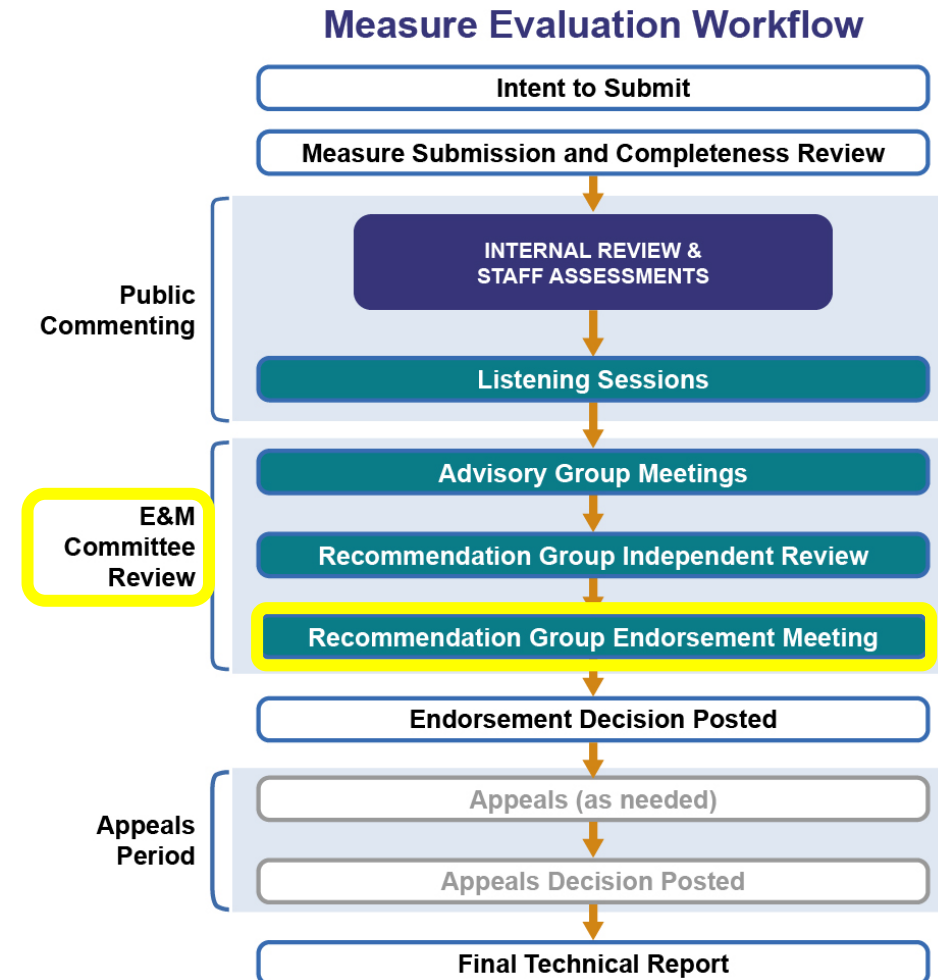 Measure Evaluation Workflow
Intent to Submit
Measure Submission and Completeness Review
Public
Commenting
INTERNAL REVIEW &
STAFF ASSESSMENTS
Listening Sessions
E&M
Committee
Review
Advisory Group Meetings
Recommendation Group Independent Review
Recommendation Group Endorsement Meeting
Endorsement Decision Posted
Appeals
Period
Appeals (as needed)
Appeals Decision Posted
Final Technical Report